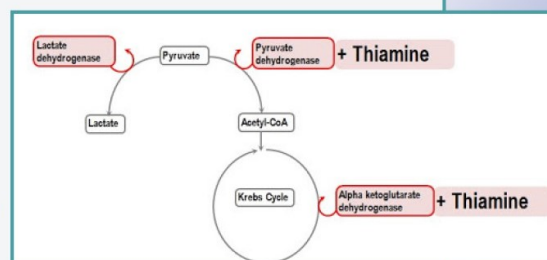 Lactate
dehydrogenase
Pyruvate
Pyruvate
dehydrogenase
+ Thiamine
Lactate
Acetyl-CoA
Krebs Cycle
Alpha ketoglutarate
dehydrogenase
+ Thiamine